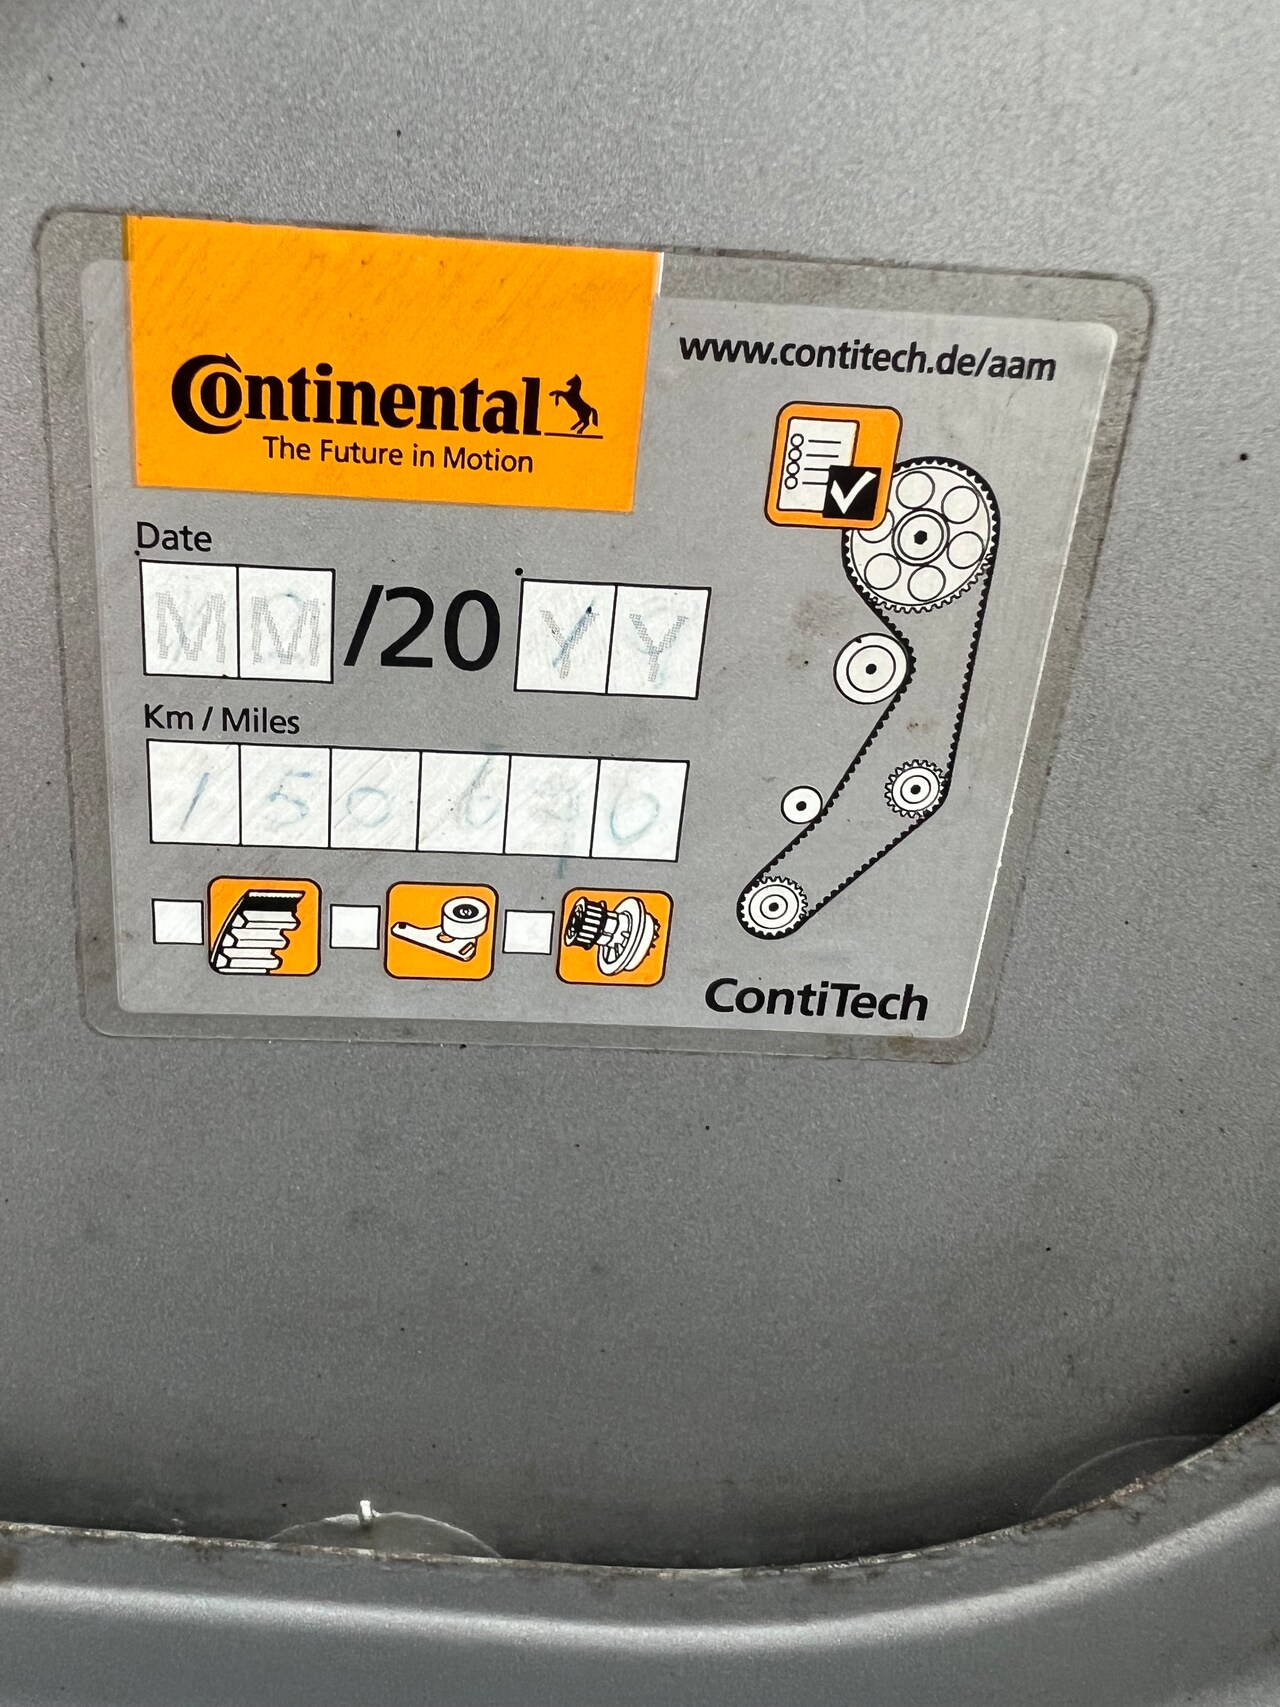 Continental
The Future in Motion
www.contitech.de/aam
Date
MM/20YY
Km / Miles
ContiTech